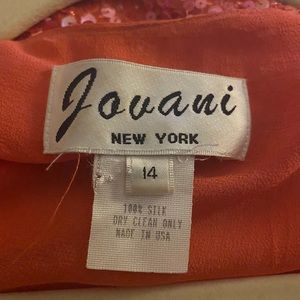 Jovani
NEW YORK
14
100% SILK
DRY CLEAN ONLY
MADE IN USA